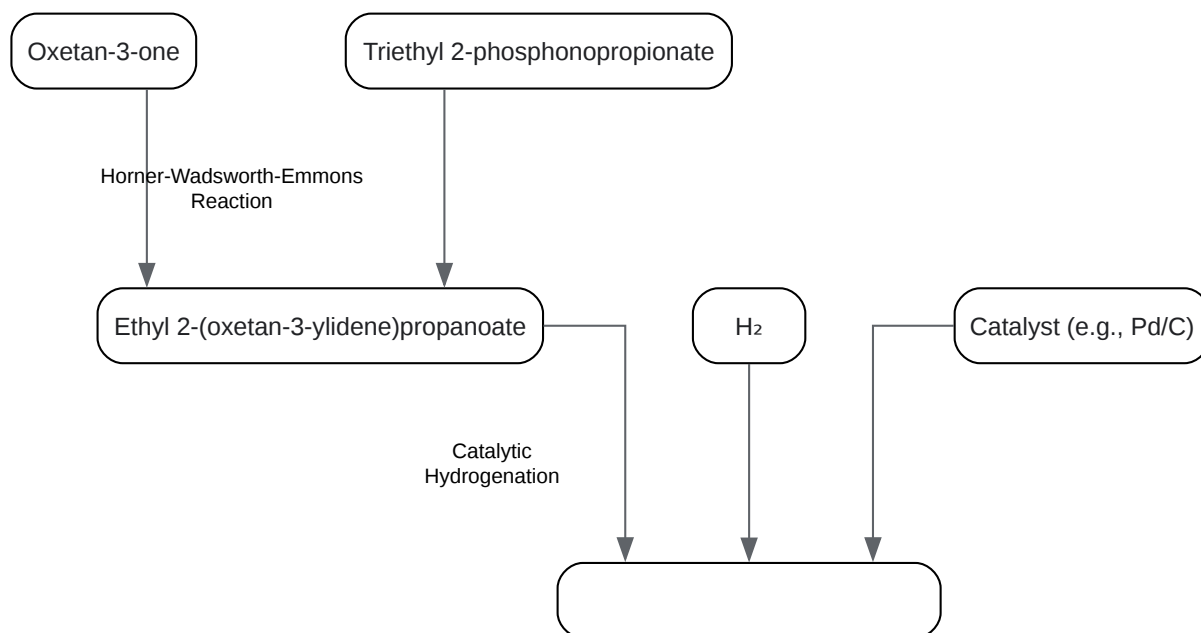 Oxetan-3-one
Triethyl 2-phosphonopropionate
Horner-Wadsworth-Emmons
Reaction
Ethyl 2-(oxetan-3-ylidene)propanoate
H₂
Catalyst (e.g., Pd/C)
Catalytic
Hydrogenation